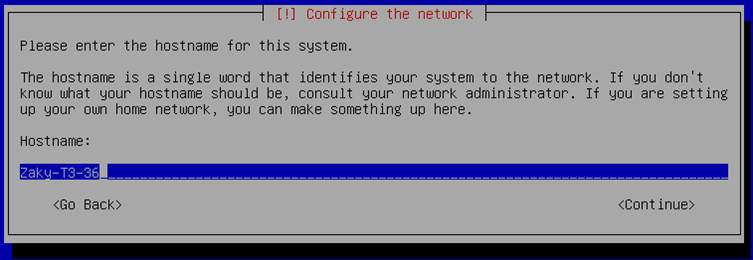 [!] Configure the network
Please enter the hostname for this system.
The hostname is a single word that identifies your system to the network. If you don't
know what your hostname should be, consult your network administrator. If you are setting
up your own home network, you can make something up here.
Hostname:
Zaky-T3-36
<Go Back> <Continue>